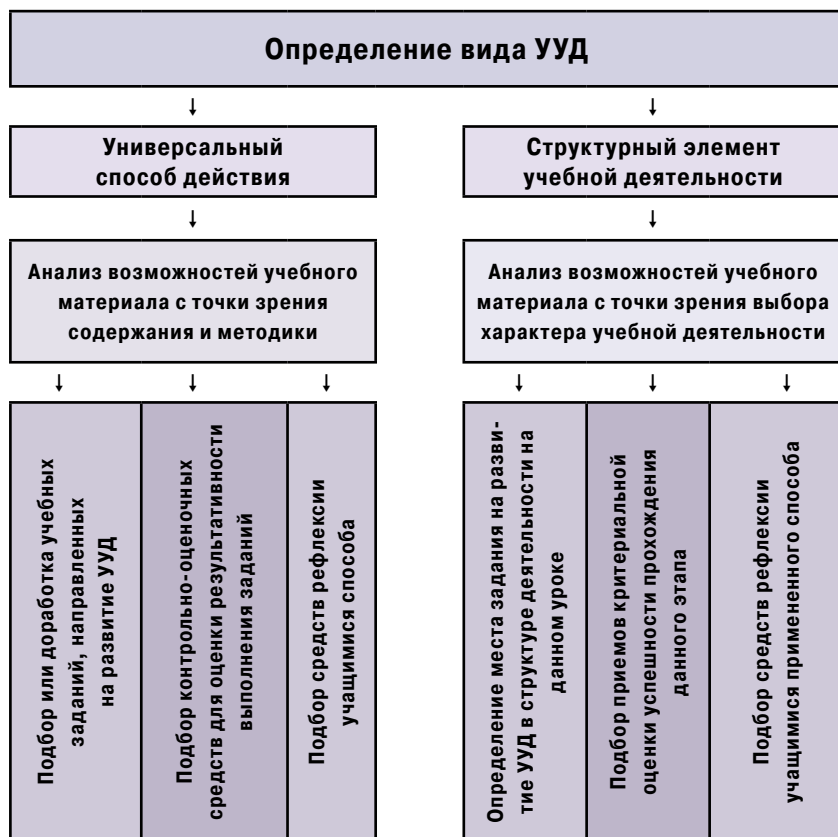 Определение вида УУД
Универсальный
способ действия
Структурный элемент
учебной деятельности
Анализ возможностей учебного
материала с точки зрения
содержания и методики
Анализ возможностей учебного
материала с точки зрения выбора
характера учебной деятельности
Подбор или доработка учебных
заданий, направленных
на развитие УУД
Подбор контрольно-оценочных
средств для оценки результативности
выполнения заданий
Подбор средств рефлексии
учащимися способа
Определение места задания на разви-
тие УУД в структуре деятельности на
данном уроке
Подбор приемов критериальной
оценки успешности прохождения
данного этапа
Подбор средств рефлексии
учащимися примененного способа